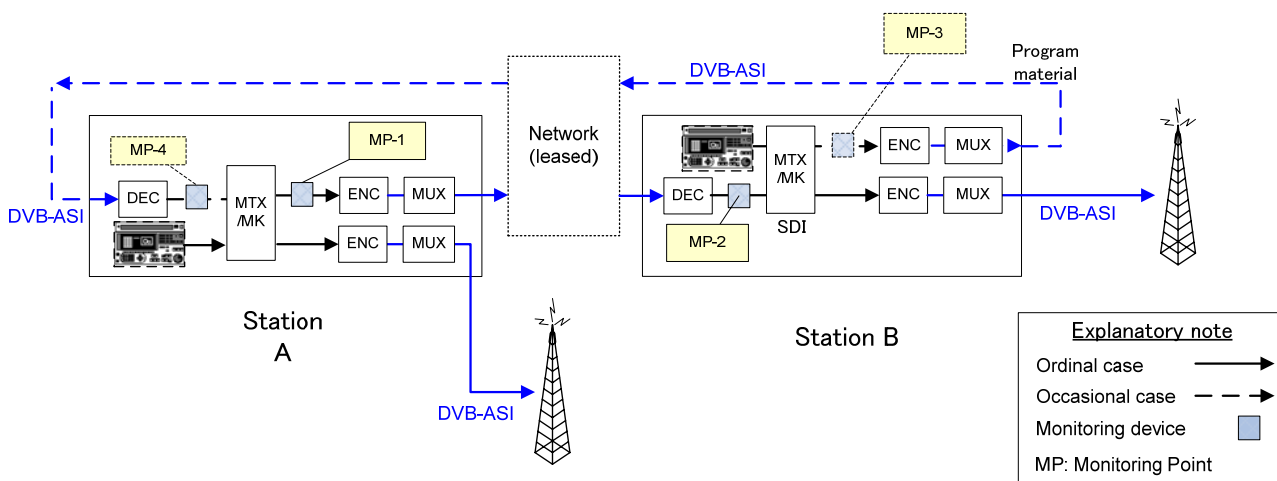 MP-3
Program
material
DVB-ASI
Network
(leased)
MP-4
MP-1
DEC
MTX
/MK
ENC
MUX
ENC
MUX
DVB-ASI
MTX
/MK
ENC
MUX
DEC
ENC
MUX
MP-2
SDI
DVB-ASI
Station
A
Station B
DVB-ASI
Explanatory note
Ordinal case
Occasional case
Monitoring device
MP: Monitoring Point